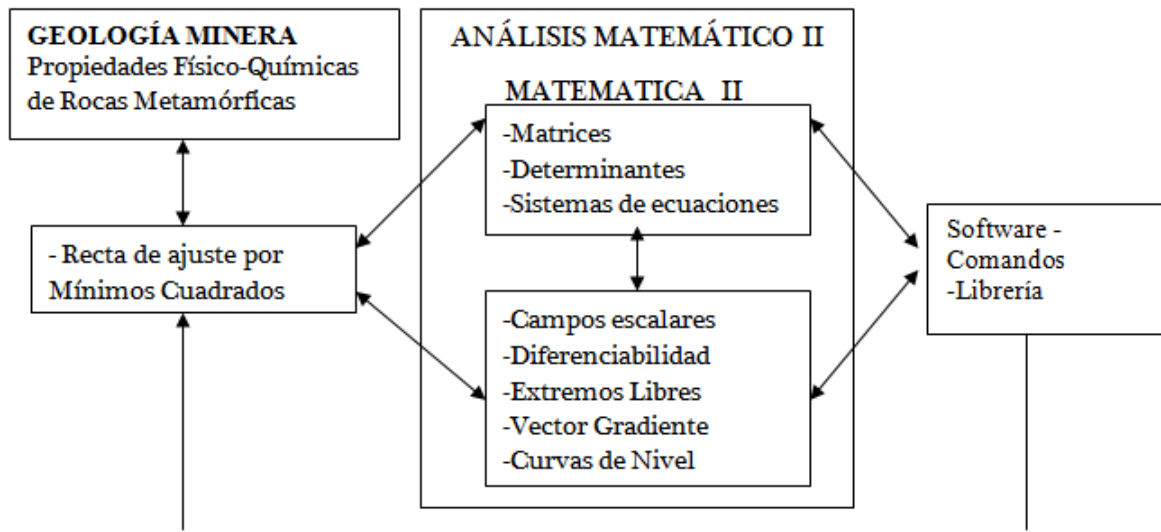 GEOLOGÍA MINERA
Propiedades Físico-Químicas
de Rocas Metamórficas
- Recta de ajuste por
Mínimos Cuadrados
ANÁLISIS MATEMÁTICO II
MATEMATICA II
-Matrices
-Determinantes
-Sistemas de ecuaciones
-Campos escalares
-Diferenciabilidad
-Extremos Libres
-Vector Gradiente
-Curvas de Nivel
Software -
Comandos
-Librería